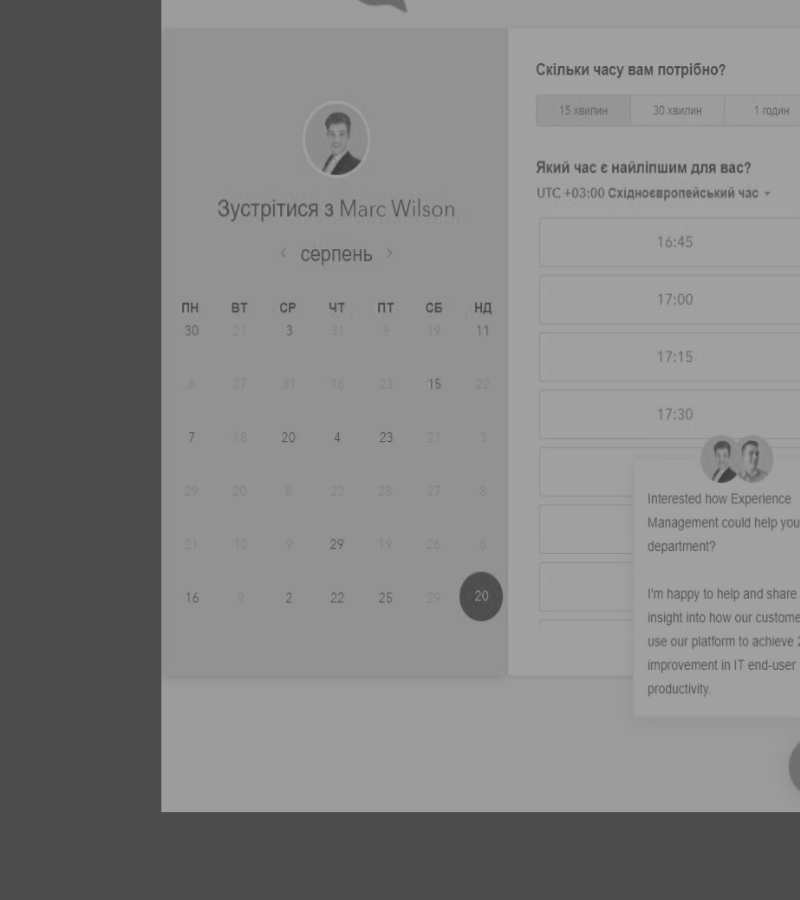 Зустрітися з Marc Wilson
серпень
ПН ВТ СР ЧТ ПТ СБ НД
30 21 3 31 9 19 11
8 27 31 16 23 15 22
7 18 20 4 23 21 3
29 20 8 23 28 27 8
21 10 9 29 19 26 8
16 9 2 22 25 29 20
Скільки часу вам потрібно?
15 хвилин 30 хвилин 1 годин
Який час є найліпшим для вас?
UTC +03:00 Східноєвропейський час
16:45
17:00
17:15
17:30
Interested how Experience
Management could help you
department?
I'm happy to help and share
insight into how our custome
use our platform to achieve 2
improvement in IT end-user
productivity.